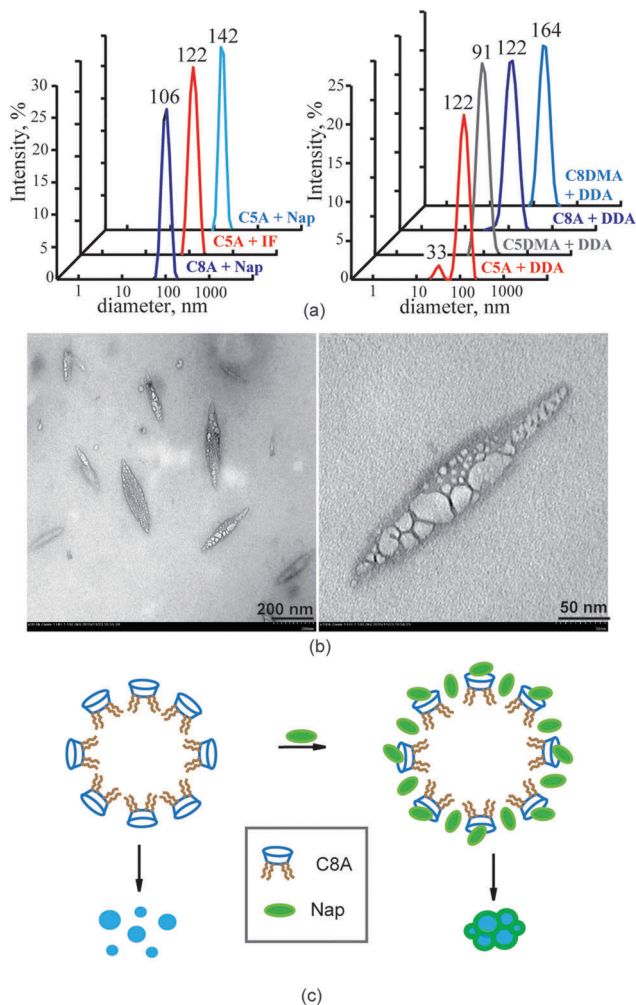 106
122
142
Intensity, %
30
25
20
15
10
5
0
C5A + Nap
C5A + IF
C8A + Nap
1
10
100
1000
diameter, nm
164
122
91
122
33
Intensity, %
25
20
15
10
5
0
C8DMA
+ DDA
C8A + DDA
C5DMA + DDA
C5A + DDA
1
10
100
1000
diameter, nm
(a)
200 nm
50 nm
(b)
C8A
Nap
(c)